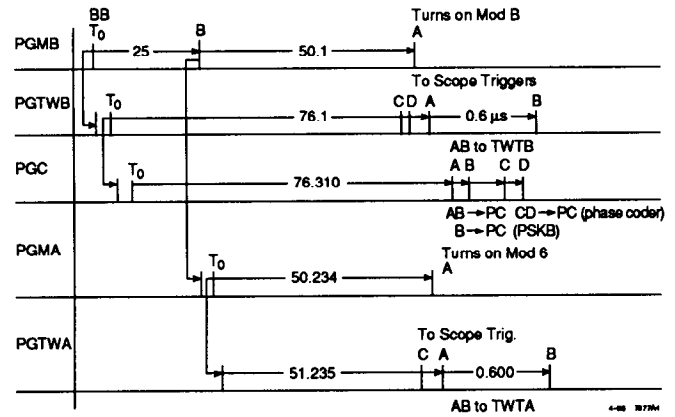 BB
Turns on Mod B
PGMB
T0
25
B
50.1
A
To Scope Triggers
PGTWB
T0
76.1
C D A
0.6 µs
B
AB to TWTB
PGC
T0
76.310
A B C D
AB→PC CD→PC (phase coder)
B→PC (PSKB)
PGMA
Turns on Mod 6
T0
50.234
A
To Scope Trig.
PGTWA
51.235
C A
0.600
B
AB to TWTA